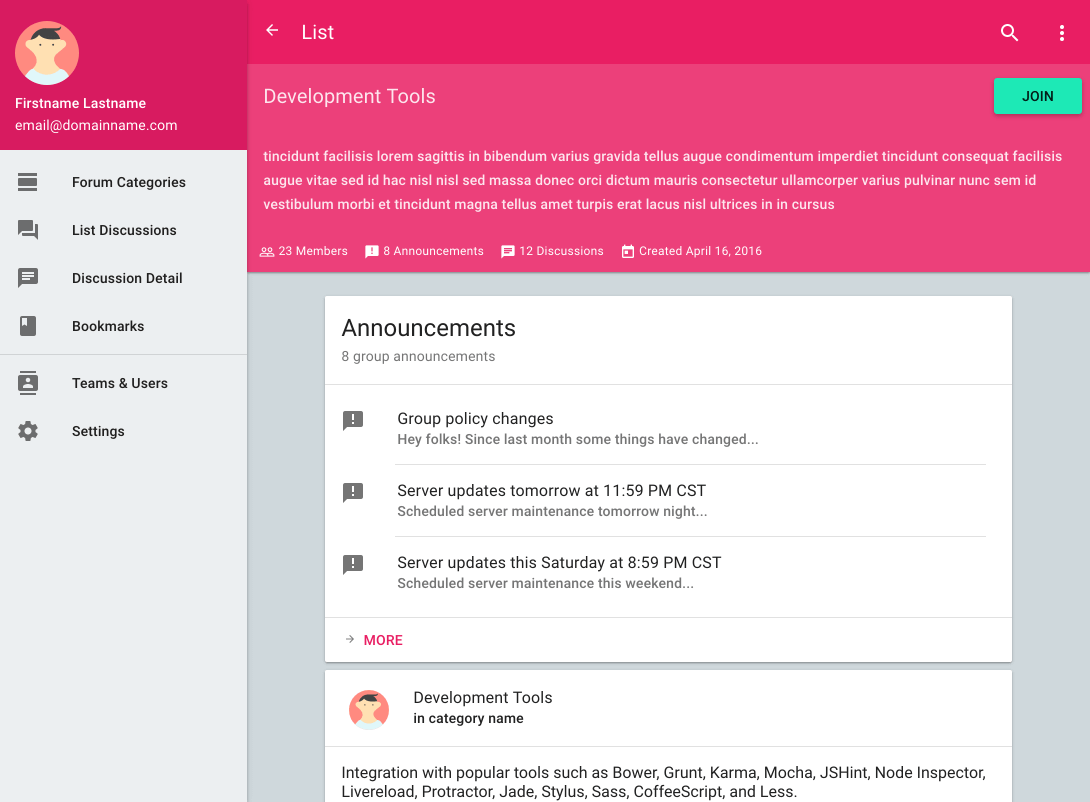 Firstname Lastname
email@domainname.com
Forum Categories
List Discussions
Discussion Detail
Bookmarks
Teams & Users
Settings
List
Development Tools
JOIN
tincidunt facilisis lorem sagittis in bibendum varius gravida tellus augue condimentum imperdiet tincidunt consequat facilisis
augue vitae sed id hac nisl nisl sed massa donec orci dictum mauris consectetur ullamcorper varius pulvinar nunc sem id
vestibulum morbi et tincidunt magna tellus amet turpis erat lacus nisl ultrices in in cursus
23 Members 8 Announcements 12 Discussions Created April 16, 2016
Announcements
8 group announcements
Group policy changes
Hey folks! Since last month some things have changed...
Server updates tomorrow at 11:59 PM CST
Scheduled server maintenance tomorrow night...
Server updates this Saturday at 8:59 PM CST
Scheduled server maintenance this weekend...
MORE
Development Tools
in category name
Integration with popular tools such as Bower, Grunt, Karma, Mocha, JSHint, Node Inspector,
Livereload, Protractor, Jade, Stylus, Sass, CoffeeScript, and Less.